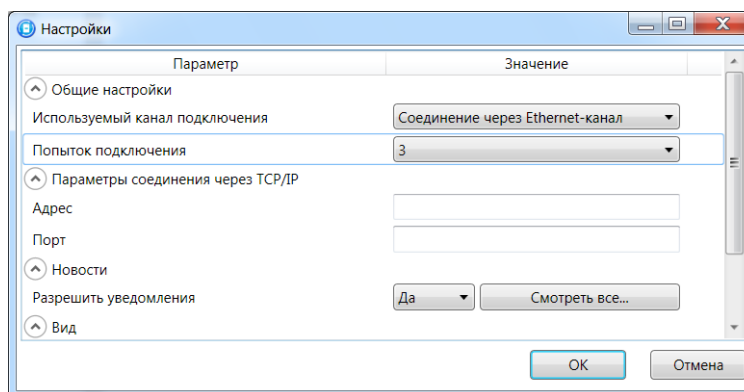 Настройки
Параметр Значение
Общие настройки
Используемый канал подключения Соединение через Ethernet-канал
Попыток подключения 3
Параметры соединения через TCP/IP
Адрес
Порт
Новости
Разрешить уведомления Да Смотреть все...
Вид
OK Отмена